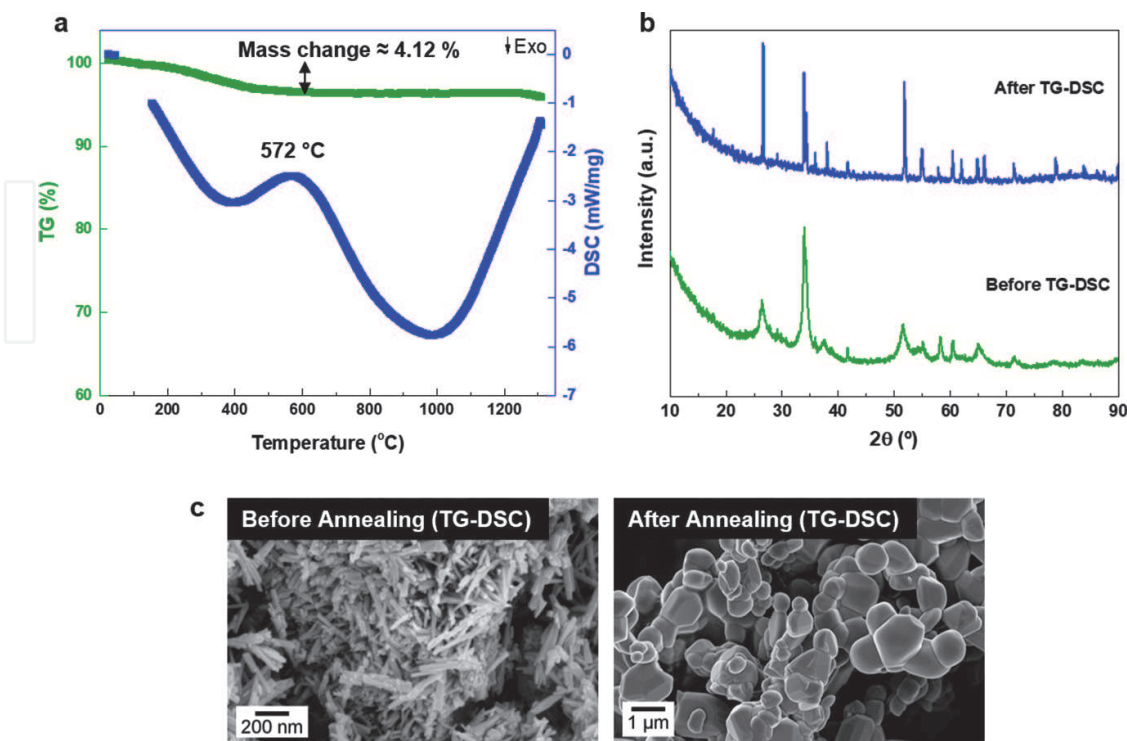 a
Mass change ≈ 4.12 %
↓Exo
572 °C
100
90
80
70
60
TG (%)
0
-1
-2
-3
-4
-5
-6
-7
DSC (mW/mg)
0 200 400 600 800 1000 1200
Temperature (°C)
b
After TG-DSC
Before TG-DSC
Intensity (a.u.)
10 20 30 40 50 60 70 80 90
2θ (º)
c
Before Annealing (TG-DSC)
200 nm
After Annealing (TG-DSC)
1 µm